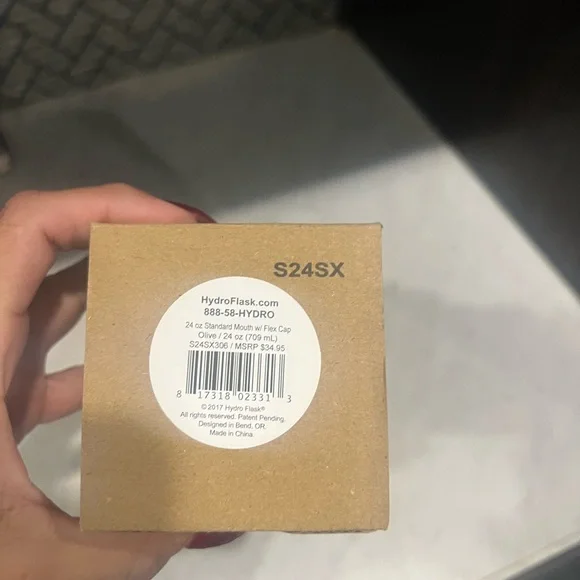 S24SX
HydroFlask.com
888-58-HYDRO
24 oz Standard Mouth w/ Flex Cap
Olive / 24 oz (709 mL)
S24SX306 / MSRP $34.95
8 17318 02331 3
© 2017 Hydro Flask®
All rights reserved. Patent Pending.
Designed in Bend, OR.
Made in China